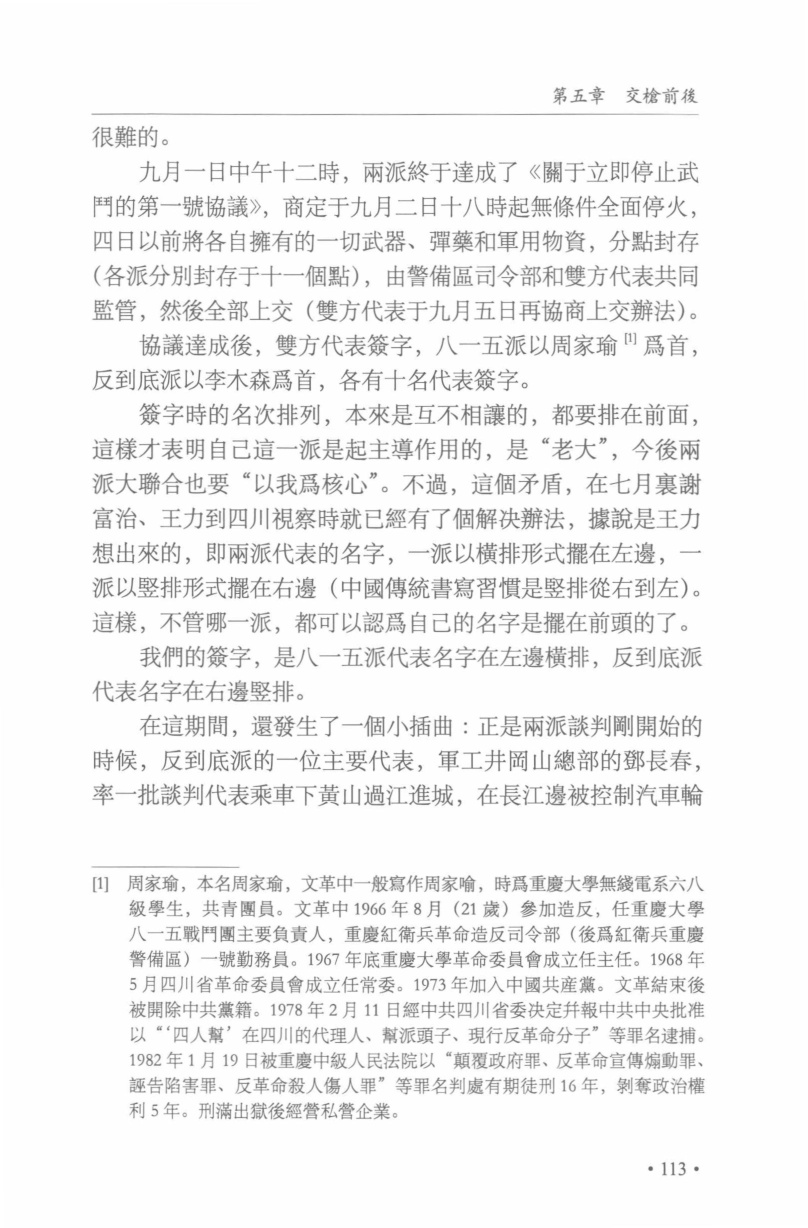 第五章　交槍前後
很難的。
九月一日中午十二時，兩派終于達成了《關于立即停止武
鬥的第一號協議》，商定于九月二日十八時起無條件全面停火，
四日以前將各自擁有的一切武器、彈藥和軍用物資，分點封存
（各派分別封存于十一個點），由警備區司令部和雙方代表共同
監管，然後全部上交（雙方代表于九月五日再協商上交辦法）。
協議達成後，雙方代表簽字，八一五派以周家瑜[1]爲首，
反到底派以李木森爲首，各有十名代表簽字。
簽字時的名次排列，本來是互不相讓的，都要排在前面，
這樣才表明自己這一派是起主導作用的，是“老大”，今後兩
派大聯合也要“以我爲核心”。不過，這個矛盾，在七月裏謝
富治、王力到四川視察時就已經有了個解決辦法，據說是王力
想出來的，即兩派代表的名字，一派以橫排形式擺在左邊，一
派以竪排形式擺在右邊（中國傳統書寫習慣是竪排從右到左）。
這樣，不管哪一派，都可以認爲自己的名字是擺在前頭的了。
我們的簽字，是八一五派代表名字在左邊橫排，反到底派
代表名字在右邊竪排。
在這期間，還發生了一個小插曲：正是兩派談判剛開始的
時候，反到底派的一位主要代表，軍工井岡山總部的鄧長春，
率一批談判代表乘車下黃山過江進城，在長江邊被控制汽車輪
[1]　周家瑜，本名周家瑜，文革中一般寫作周家喻，時爲重慶大學無綫電系六八
級學生，共青團員。文革中 1966 年 8 月（21 歲）參加造反，任重慶大學
八一五戰鬥團主要負責人，重慶紅衛兵革命造反司令部（後爲紅衛兵重慶
警備區）一號勤務員。1967 年底重慶大學革命委員會成立任主任。1968 年
5 月四川省革命委員會成立任常委。1973 年加入中國共産黨。文革結束後
被開除中共黨籍。1978 年 2 月 11 日經中共四川省委決定幷報中共中央批准
以“‘四人幫’在四川的代理人、幫派頭子、現行反革命分子”等罪名逮捕。
1982 年 1 月 19 日被重慶中級人民法院以“顛覆政府罪、反革命宣傳煽動罪、
誣告陷害罪、反革命殺人傷人罪”等罪名判處有期徒刑 16 年，剝奪政治權
利 5 年。刑滿出獄後經營私營企業。
• 113 •